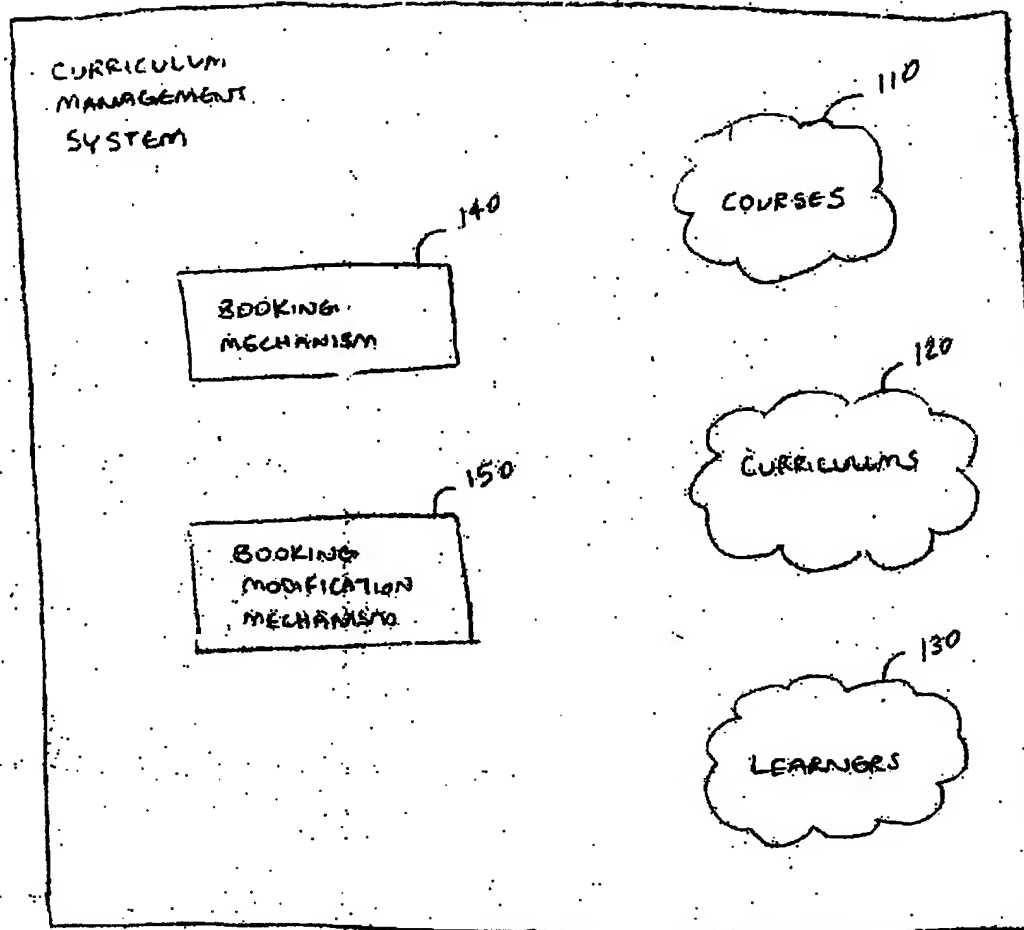 CURRICULUM
MANAGEMENT
SYSTEM
110
COURSES
140
BOOKING
MECHANISM
120
CURRICULUMS
150
BOOKING
MODIFICATION
MECHANISM
130
LEARNERS